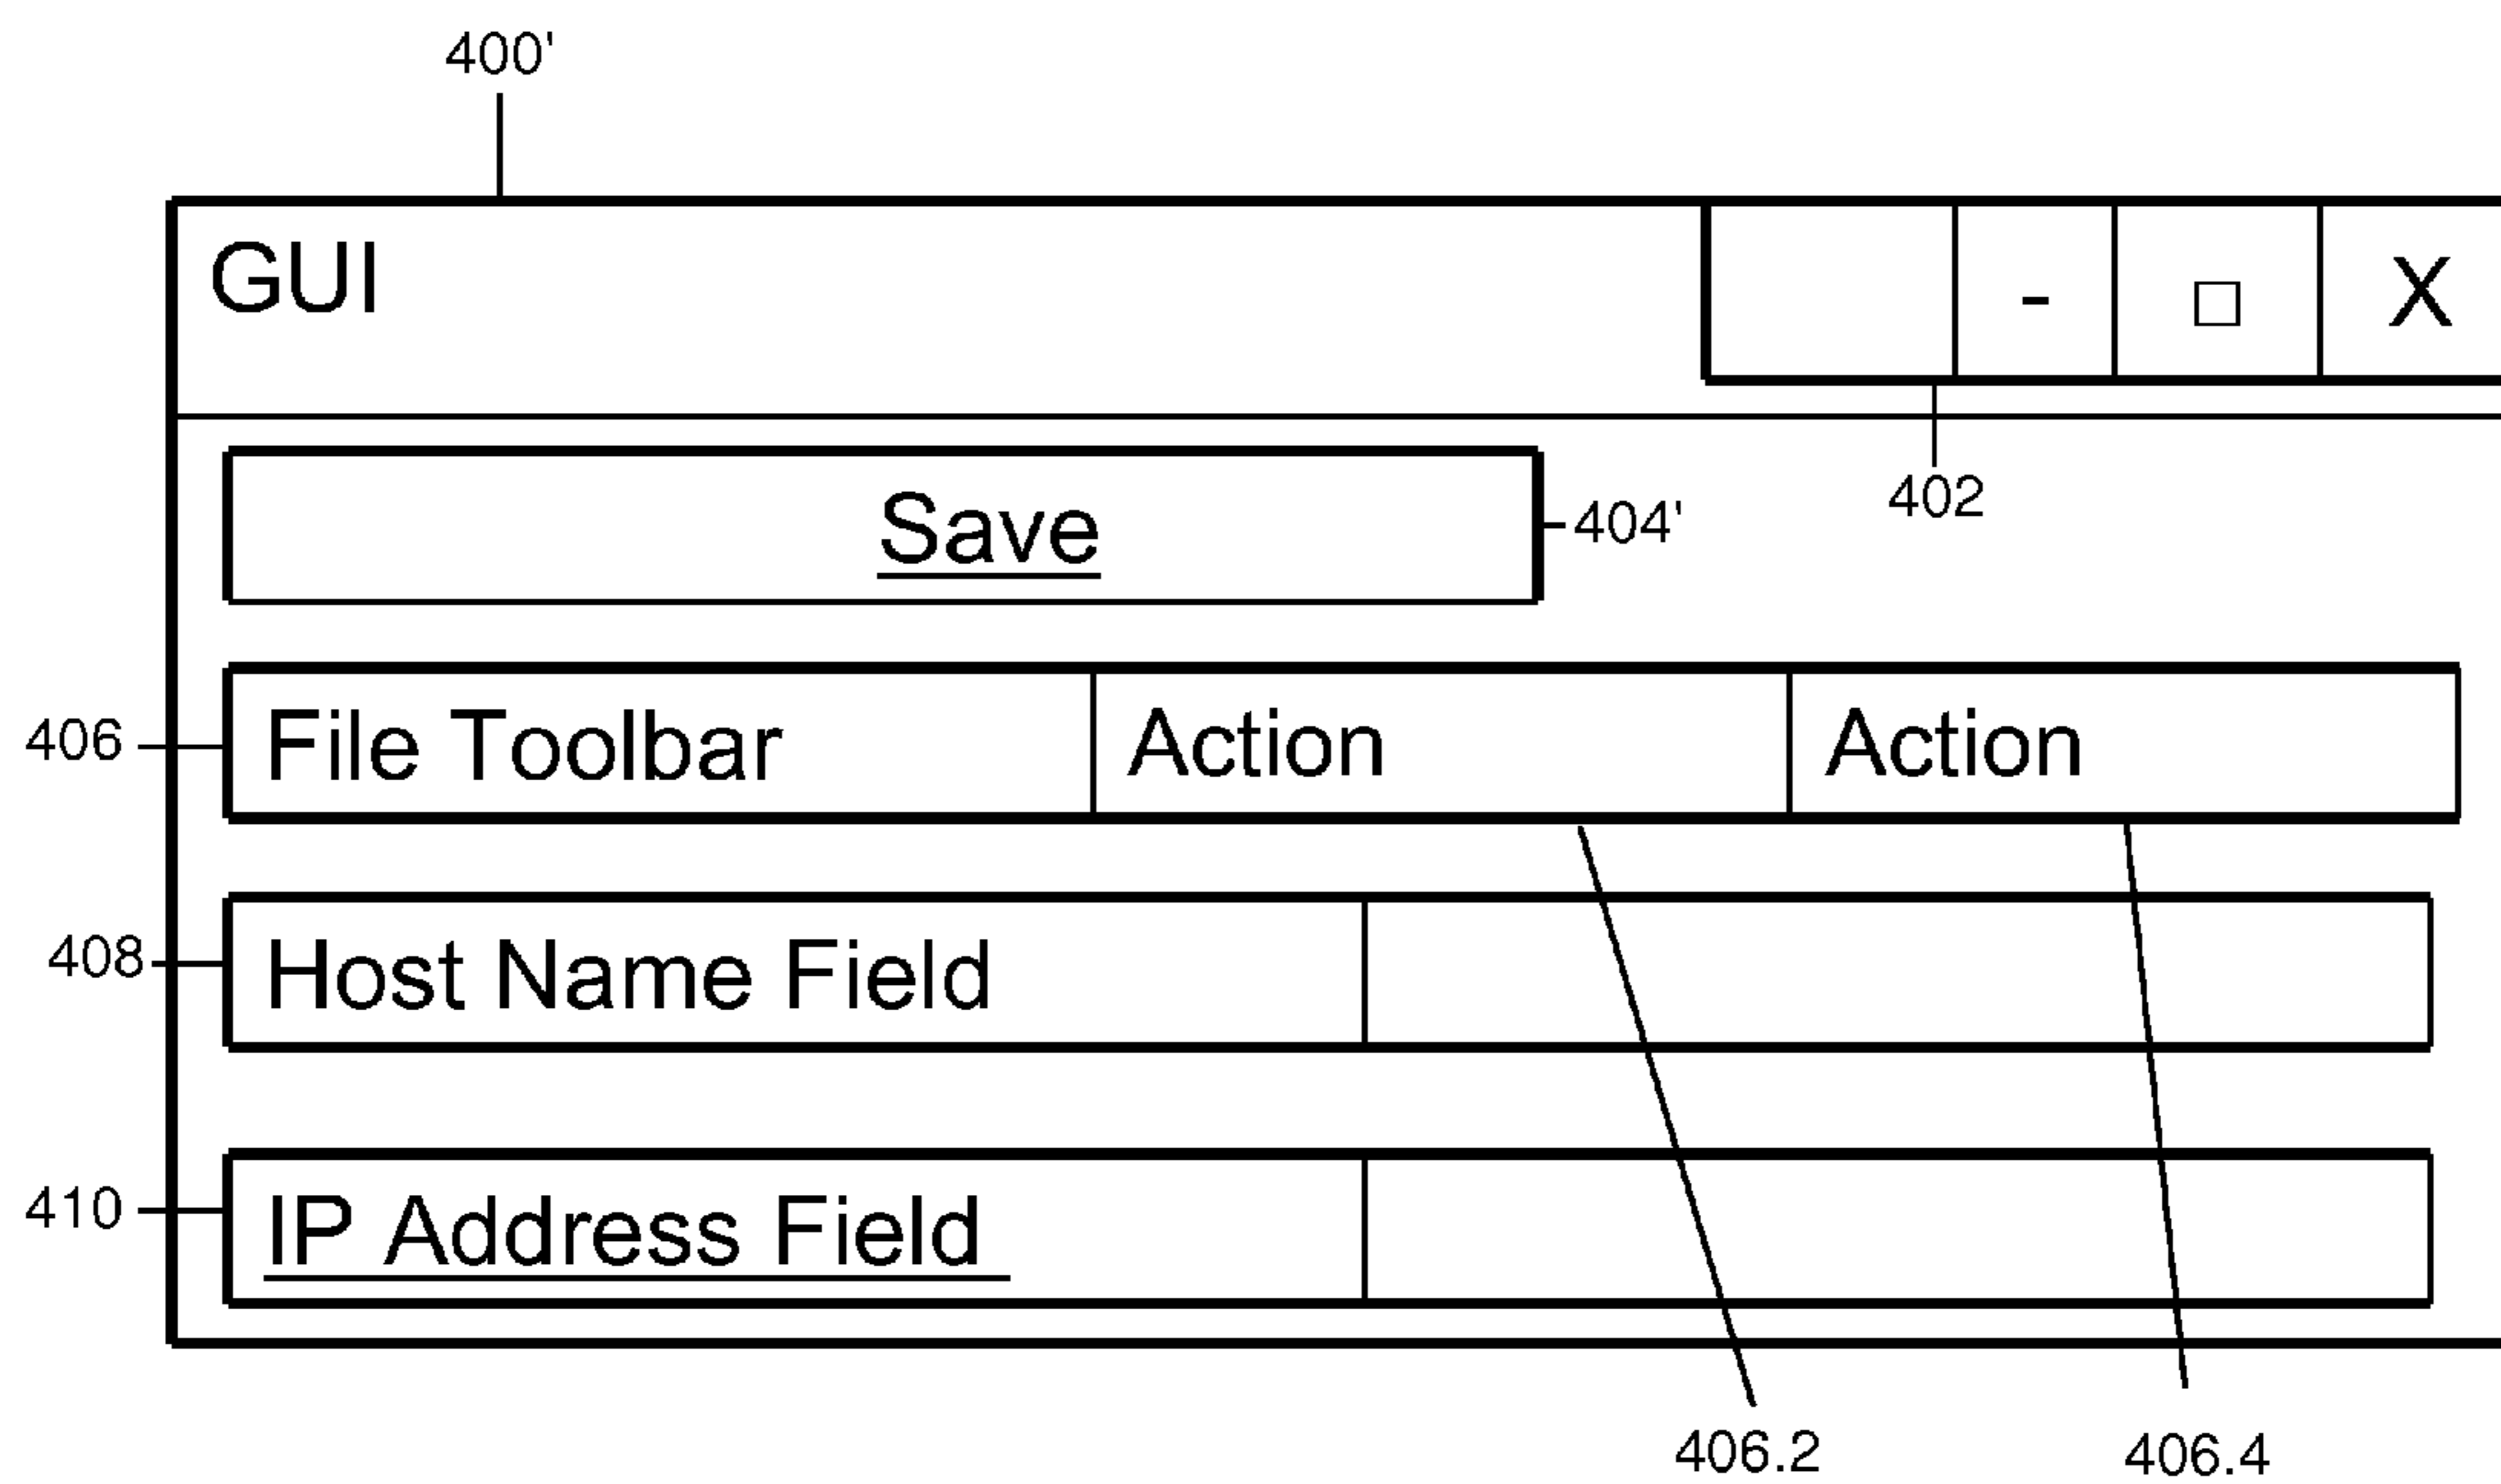 400'
GUI - □ X
402
Save 404'
406 File Toolbar Action Action
408 Host Name Field
410 IP Address Field
406.2 406.4